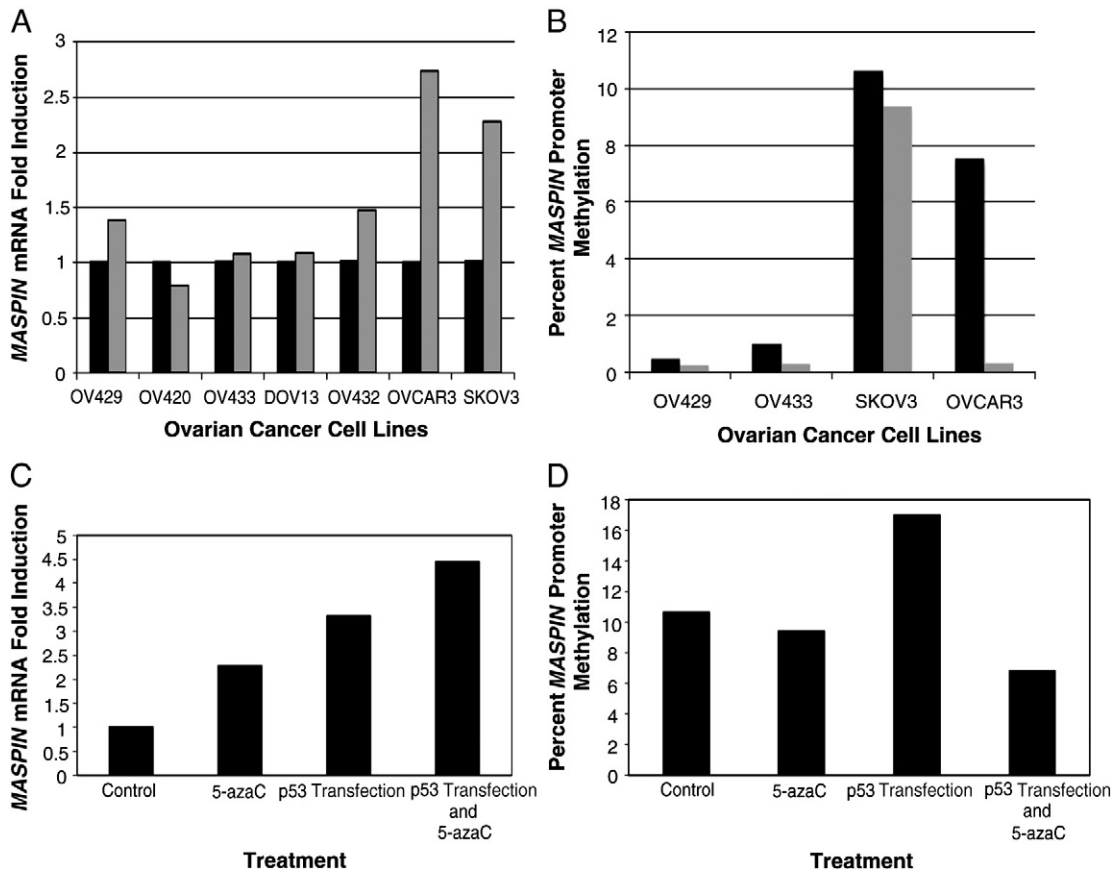 A
MASPIN mRNA Fold Induction
3
2.5
2
1.5
1
0.5
0
OV429 OV420 OV433 DOV13 OV432 OVCAR3 SKOV3
Ovarian Cancer Cell Lines
B
Percent MASPIN Promoter
Methylation
12
10
8
6
4
2
0
OV429 OV433 SKOV3 OVCAR3
Ovarian Cancer Cell Lines
C
MASPIN mRNA Fold Induction
5
4.5
4
3.5
3
2.5
2
1.5
1
0.5
0
Control 5-azaC p53 Transfection p53 Transfection
and
5-azaC
Treatment
D
Percent MASPIN Promoter
Methylation
18
16
14
12
10
8
6
4
2
0
Control 5-azaC p53 Transfection p53 Transfection
and
5-azaC
Treatment